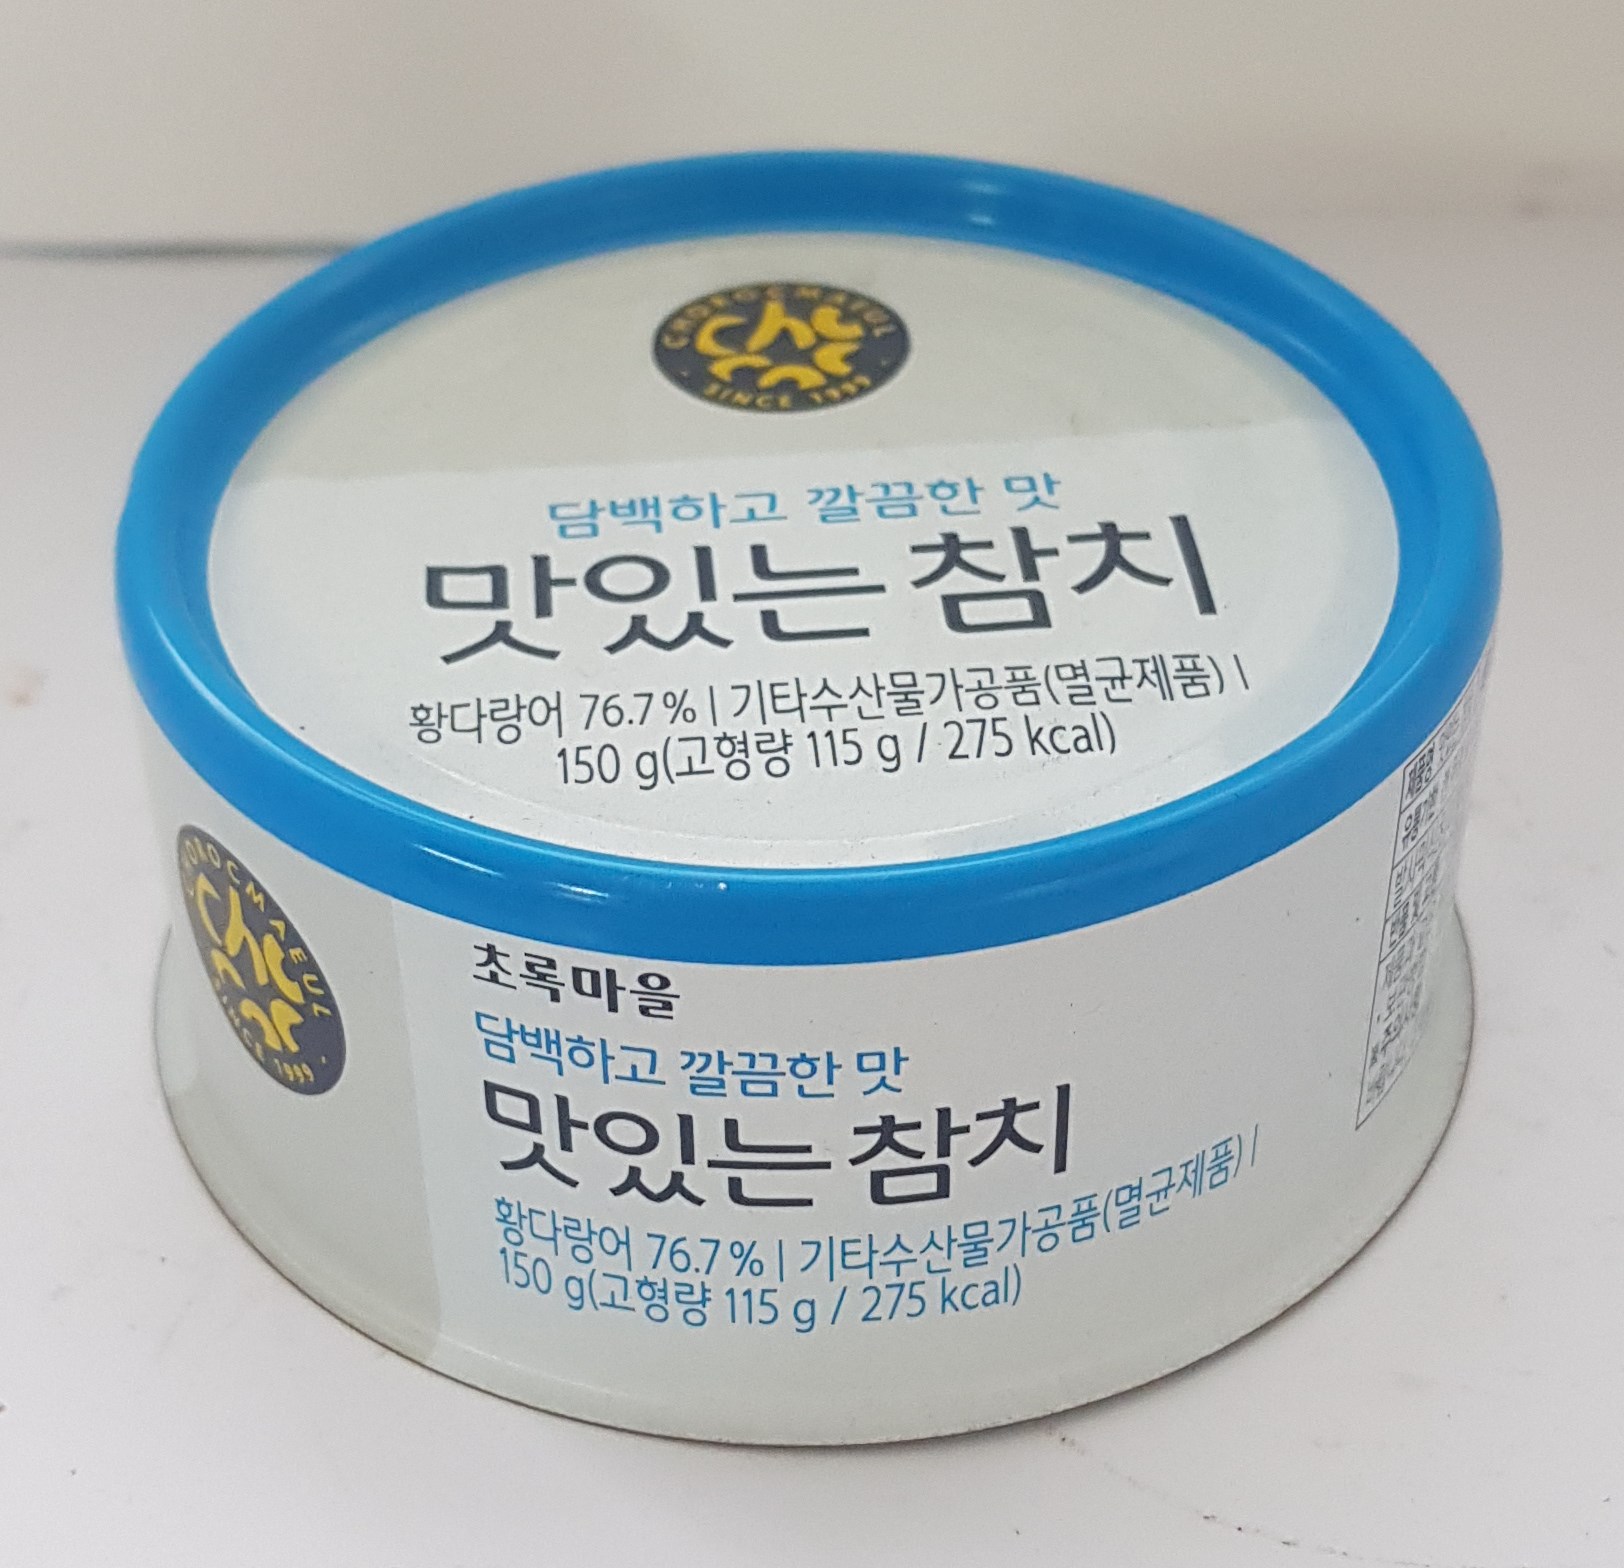 CHOROCMAEUL
SINCE 1999
담백하고 깔끔한 맛
맛있는 참치
황다랑어 76.7% | 기타수산물가공품(멸균제품) |
150 g(고형량 115 g / 275 kcal)
CHOROCMAEUL
SINCE 1999
초록마을
담백하고 깔끔한 맛
맛있는 참치
황다랑어 76.7% | 기타수산물가공품(멸균제품) |
150 g(고형량 115 g / 275 kcal)
제품명